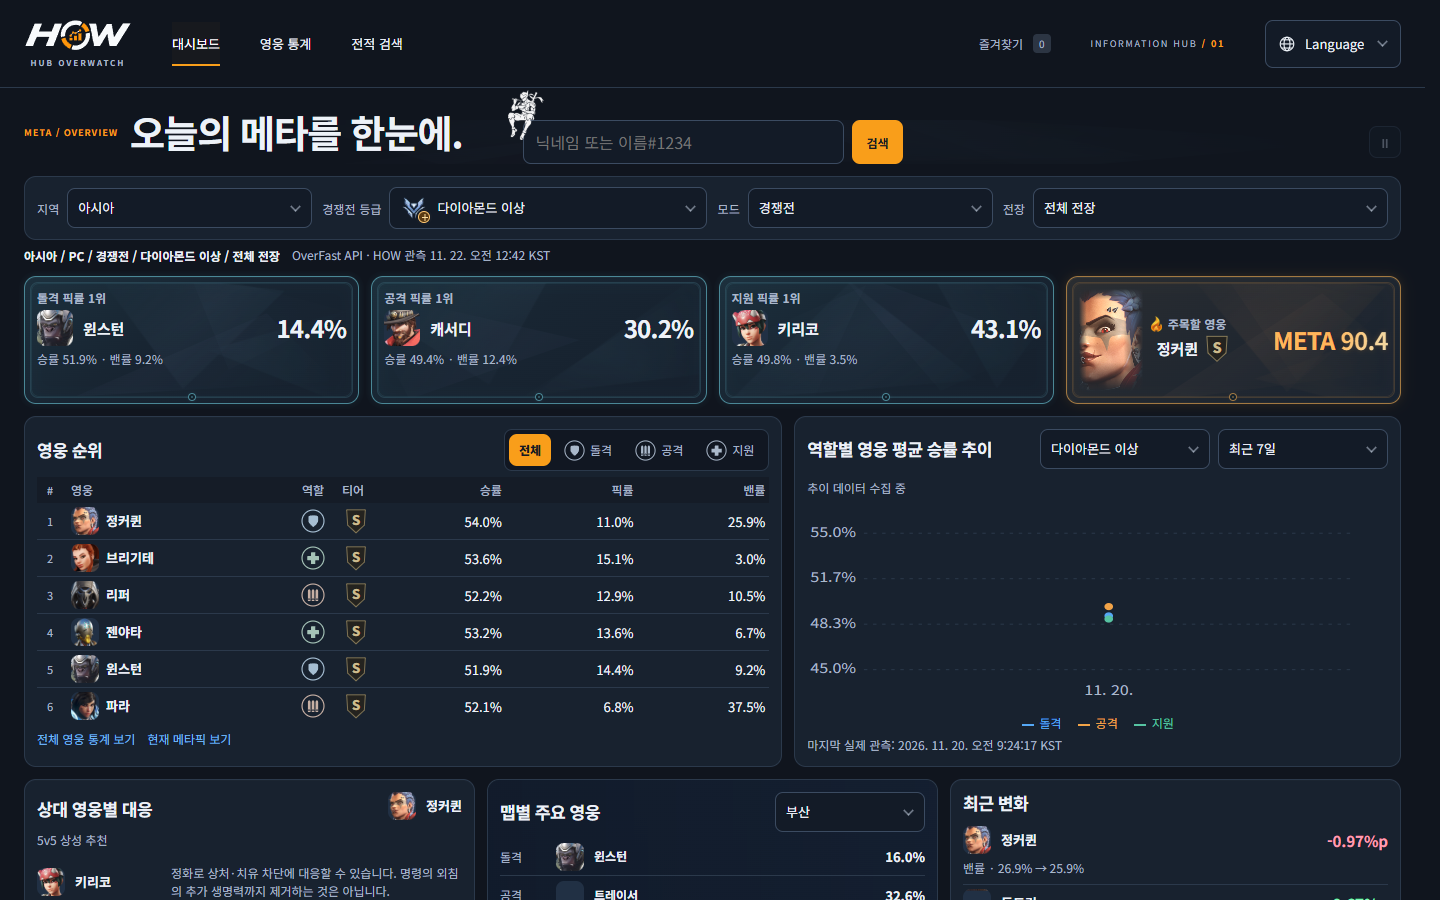 HOW
HUB OVERWATCH
대시보드
영웅 통계
전적 검색
즐겨찾기 0
INFORMATION HUB / 01
Language
META / OVERVIEW
오늘의 메타를 한눈에.
닉네임 또는 이름#1234
검색
지역 아시아
경쟁전 등급 다이아몬드 이상
모드 경쟁전
전장 전체 전장
아시아 / PC / 경쟁전 / 다이아몬드 이상 / 전체 전장 OverFast API · HOW 관측 11. 22. 오전 12:42 KST
돌격 픽률 1위
윈스턴 14.4%
승률 51.9% · 밴률 9.2%
공격 픽률 1위
캐서디 30.2%
승률 49.4% · 밴률 12.4%
지원 픽률 1위
키리코 43.1%
승률 49.8% · 밴률 3.5%
주목할 영웅
정커퀸 S
META 90.4
영웅 순위
전체 돌격 공격 지원
# 영웅 역할 티어 승률 픽률 밴률
1 정커퀸 S 54.0% 11.0% 25.9%
2 브리기테 S 53.6% 15.1% 3.0%
3 리퍼 S 52.2% 12.9% 10.5%
4 젠야타 S 53.2% 13.6% 6.7%
5 윈스턴 S 51.9% 14.4% 9.2%
6 파라 S 52.1% 6.8% 37.5%
전체 영웅 통계 보기 현재 메타픽 보기
역할별 영웅 평균 승률 추이
다이아몬드 이상
최근 7일
추이 데이터 수집 중
55.0%
51.7%
48.3%
45.0%
11. 20.
돌격 공격 지원
마지막 실제 관측: 2026. 11. 20. 오전 9:24:17 KST
상대 영웅별 대응
정커퀸
5v5 상성 추천
키리코
정화로 상처·치유 차단에 대응할 수 있습니다. 명령의 외침
의 추가 생명력까지 제거하는 것은 아닙니다.
맵별 주요 영웅
부산
돌격 윈스턴 16.0%
공격 트레이서 32.6%
최근 변화
정커퀸 -0.97%p
밴률 · 26.9% → 25.9%